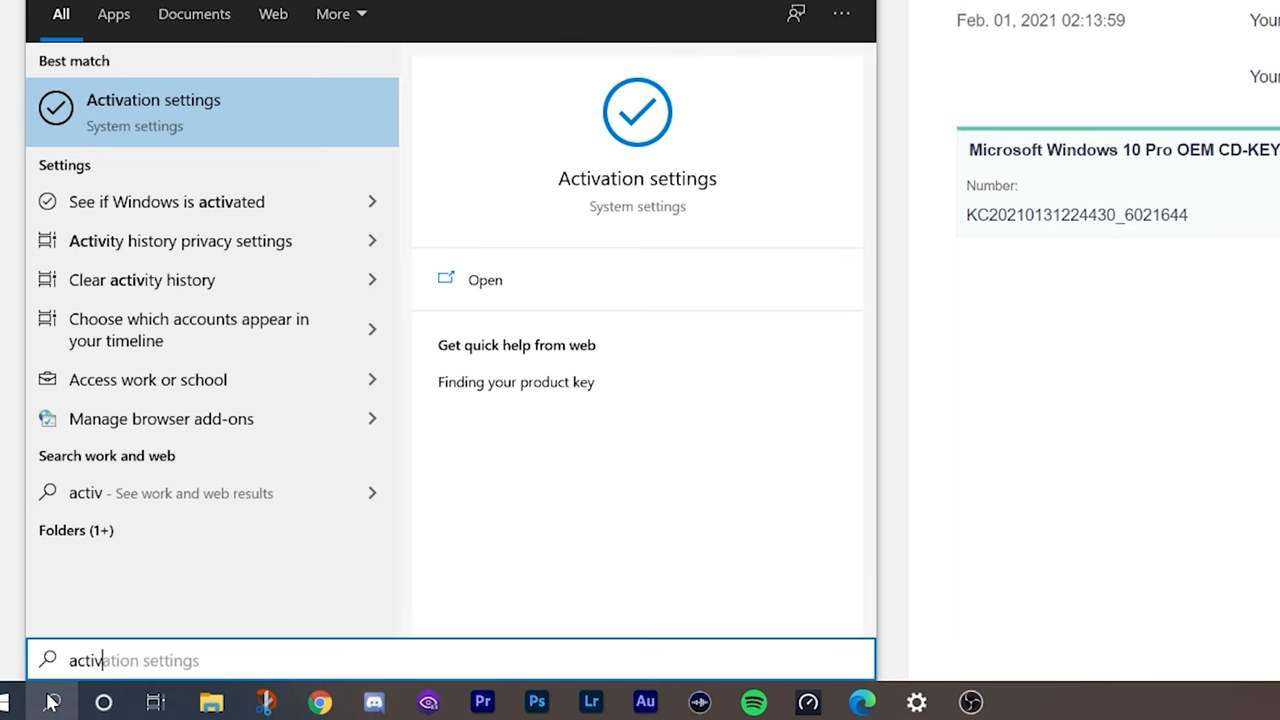 All Apps Documents Web More
Best match
Activation settings
System settings
Settings
See if Windows is activated
Activity history privacy settings
Clear activity history
Choose which accounts appear in
your timeline
Access work or school
Manage browser add-ons
Search work and web
activ - See work and web results
Folders (1+)
activation settings
Activation settings
System settings
Open
Get quick help from web
Finding your product key
Feb. 01, 2021 02:13:59
Your
Your
Microsoft Windows 10 Pro OEM CD-KEY
Number:
KC20210131224430_6021644
Pr Ps Lr Au